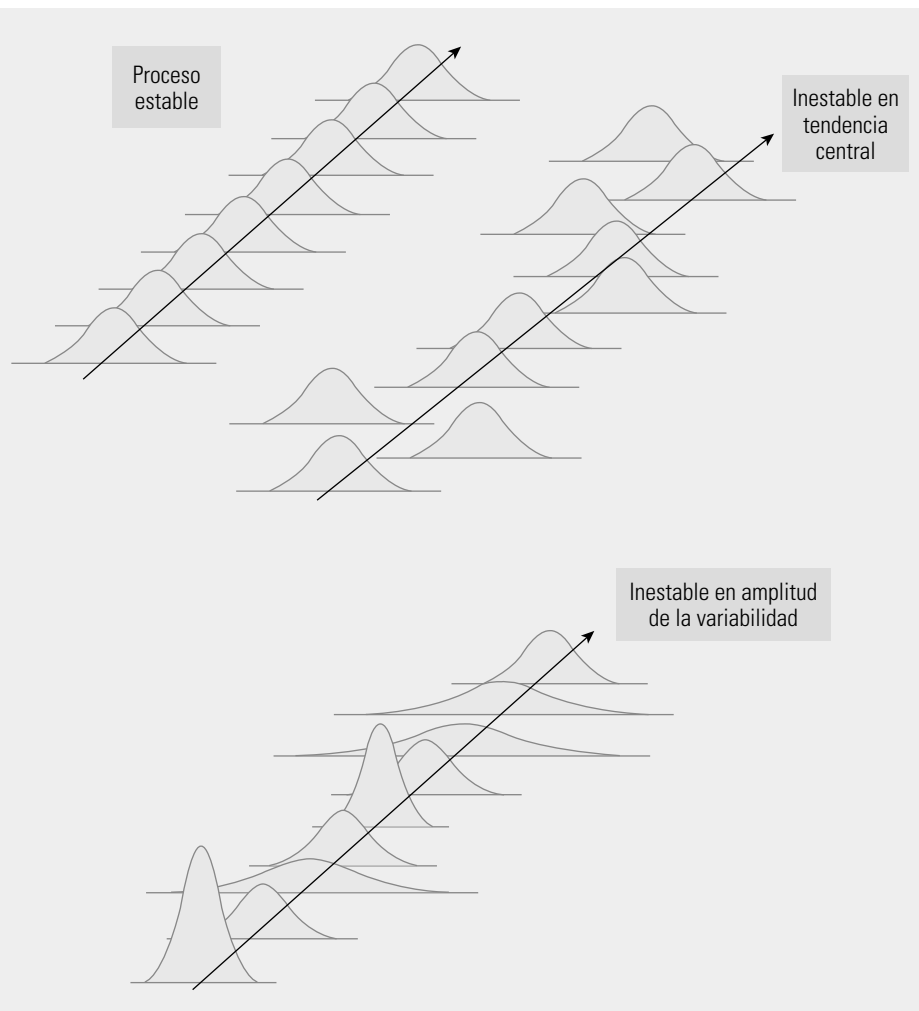 Proceso
estable
Inestable en
tendencia
central
Inestable en amplitud
de la variabilidad